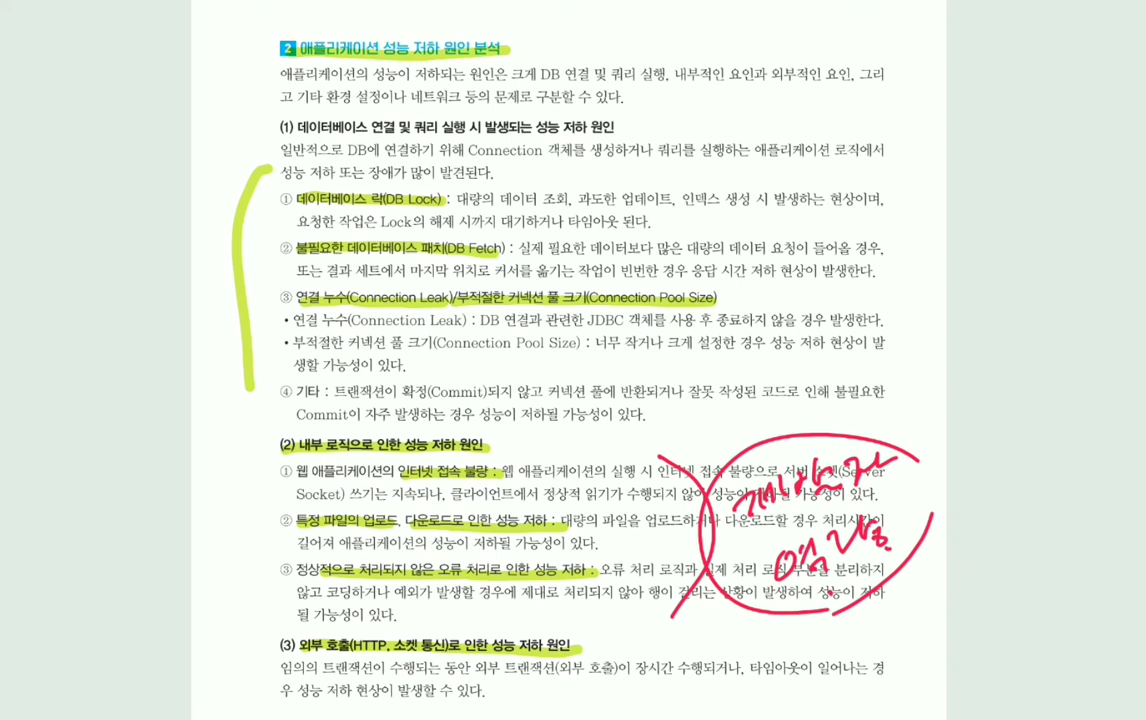 2 애플리케이션 성능 저하 원인 분석
애플리케이션의 성능이 저하되는 원인은 크게 DB 연결 및 쿼리 실행, 내부적인 요인과 외부적인 요인, 그리
고 기타 환경 설정이나 네트워크 등의 문제로 구분할 수 있다.
(1) 데이터베이스 연결 및 쿼리 실행 시 발생되는 성능 저하 원인
일반적으로 DB에 연결하기 위해 Connection 객체를 생성하거나 쿼리를 실행하는 애플리케이션 로직에서
성능 저하 또는 장애가 많이 발견된다.
① 데이터베이스 락(DB Lock) : 대량의 데이터 조회, 과도한 업데이트, 인덱스 생성 시 발생하는 현상이며,
요청한 작업은 Lock의 해제 시까지 대기하거나 타임아웃 된다.
② 불필요한 데이터베이스 패치(DB Fetch) : 실제 필요한 데이터보다 많은 대량의 데이터 요청이 들어올 경우,
또는 결과 세트에서 마지막 위치로 커서를 옮기는 작업이 빈번한 경우 응답 시간 저하 현상이 발생한다.
③ 연결 누수(Connection Leak)/부적절한 커넥션 풀 크기(Connection Pool Size)
• 연결 누수(Connection Leak) : DB 연결과 관련한 JDBC 객체를 사용 후 종료하지 않을 경우 발생한다.
• 부적절한 커넥션 풀 크기(Connection Pool Size) : 너무 작거나 크게 설정한 경우 성능 저하 현상이 발
생할 가능성이 있다.
④ 기타 : 트랜잭션이 확정(Commit)되지 않고 커넥션 풀에 반환되거나 잘못 작성된 코드로 인해 불필요한
Commit이 자주 발생하는 경우 성능이 저하될 가능성이 있다.
(2) 내부 로직으로 인한 성능 저하 원인
① 웹 애플리케이션의 인터넷 접속 불량 : 웹 애플리케이션의 실행 시 인터넷 접속 불량으로 서버 소켓(Server
Socket) 쓰기는 지속되나, 클라이언트에서 정상적 읽기가 수행되지 않아 성능이 저하될 가능성이 있다.
② 특정 파일의 업로드, 다운로드로 인한 성능 저하 : 대량의 파일을 업로드하거나 다운로드할 경우 처리시간이
길어져 애플리케이션의 성능이 저하될 가능성이 있다.
③ 정상적으로 처리되지 않은 오류 처리로 인한 성능 저하 : 오류 처리 로직과 실제 처리 로직 부분을 분리하지
않고 코딩하거나 예외가 발생할 경우에 제대로 처리되지 않아 행이 걸리는 상황이 발생하여 성능이 저하
될 가능성이 있다.
(3) 외부 호출(HTTP, 소켓 통신)로 인한 성능 저하 원인
임의의 트랜잭션이 수행되는 동안 외부 트랜잭션(외부 호출)이 장시간 수행되거나, 타임아웃이 일어나는 경
우 성능 저하 현상이 발생할 수 있다.